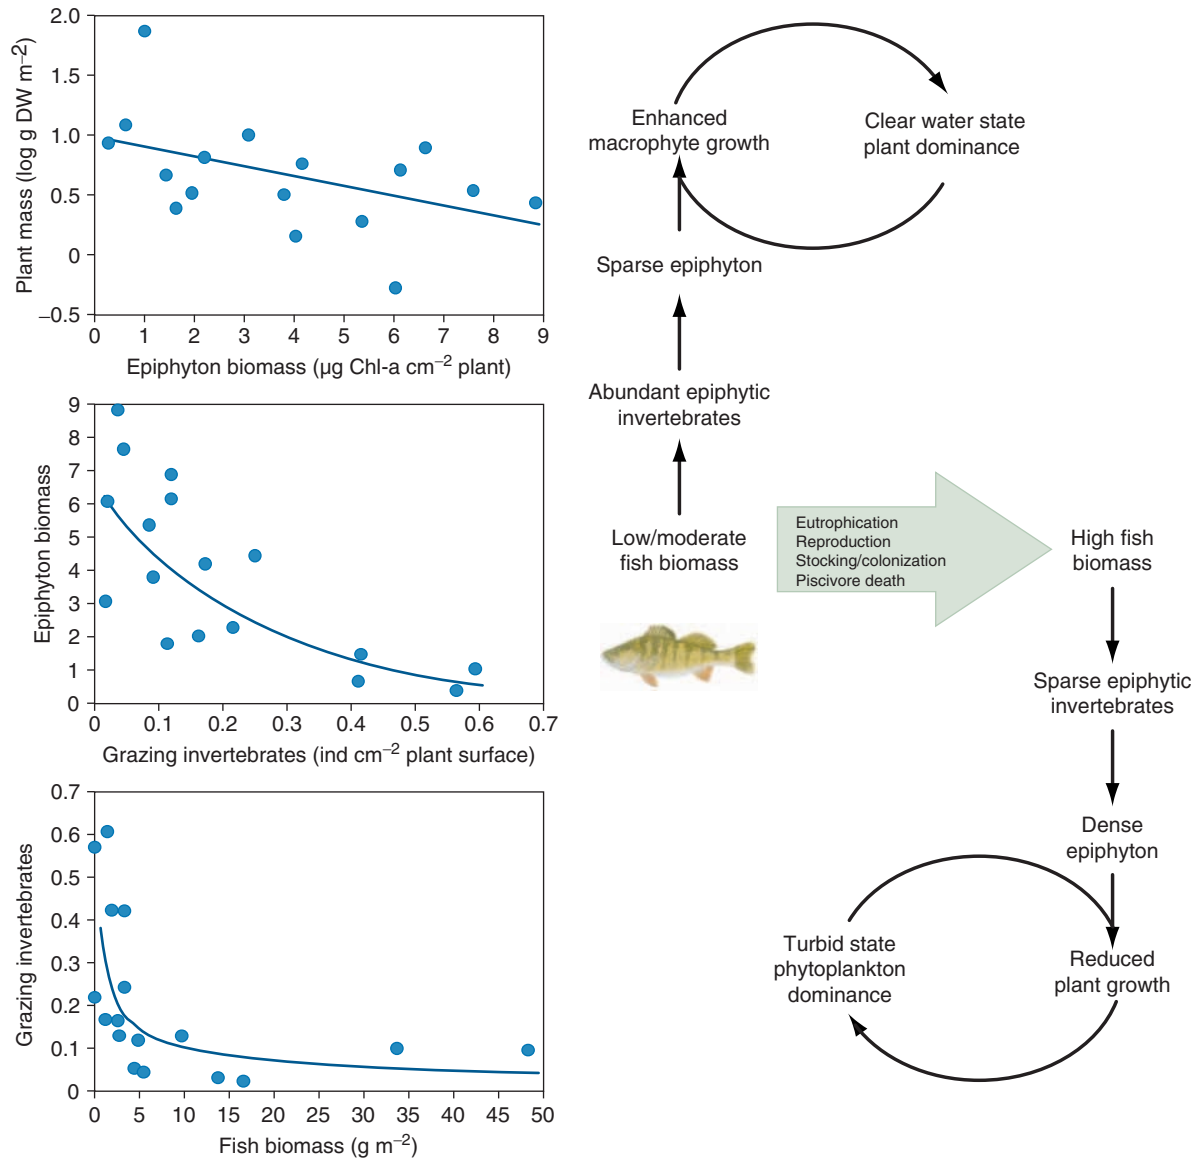 2.0
1.5
1.0
0.5
0
−0.5
Plant mass (log g DW m−2)
0 1 2 3 4 5 6 7 8 9
Epiphyton biomass (µg Chl-a cm−2 plant)
9
8
7
6
5
4
3
2
1
0
Epiphyton biomass
0 0.1 0.2 0.3 0.4 0.5 0.6 0.7
Grazing invertebrates (ind cm−2 plant surface)
0.7
0.6
0.5
0.4
0.3
0.2
0.1
0
Grazing invertebrates
0 5 10 15 20 25 30 35 40 45 50
Fish biomass (g m−2)
Enhanced
macrophyte growth
Clear water state
plant dominance
Sparse epiphyton
Abundant epiphytic
invertebrates
Low/moderate
fish biomass
Eutrophication
Reproduction
Stocking/colonization
Piscivore death
High fish
biomass
Sparse epiphytic
invertebrates
Dense
epiphyton
Turbid state
phytoplankton
dominance
Reduced
plant growth